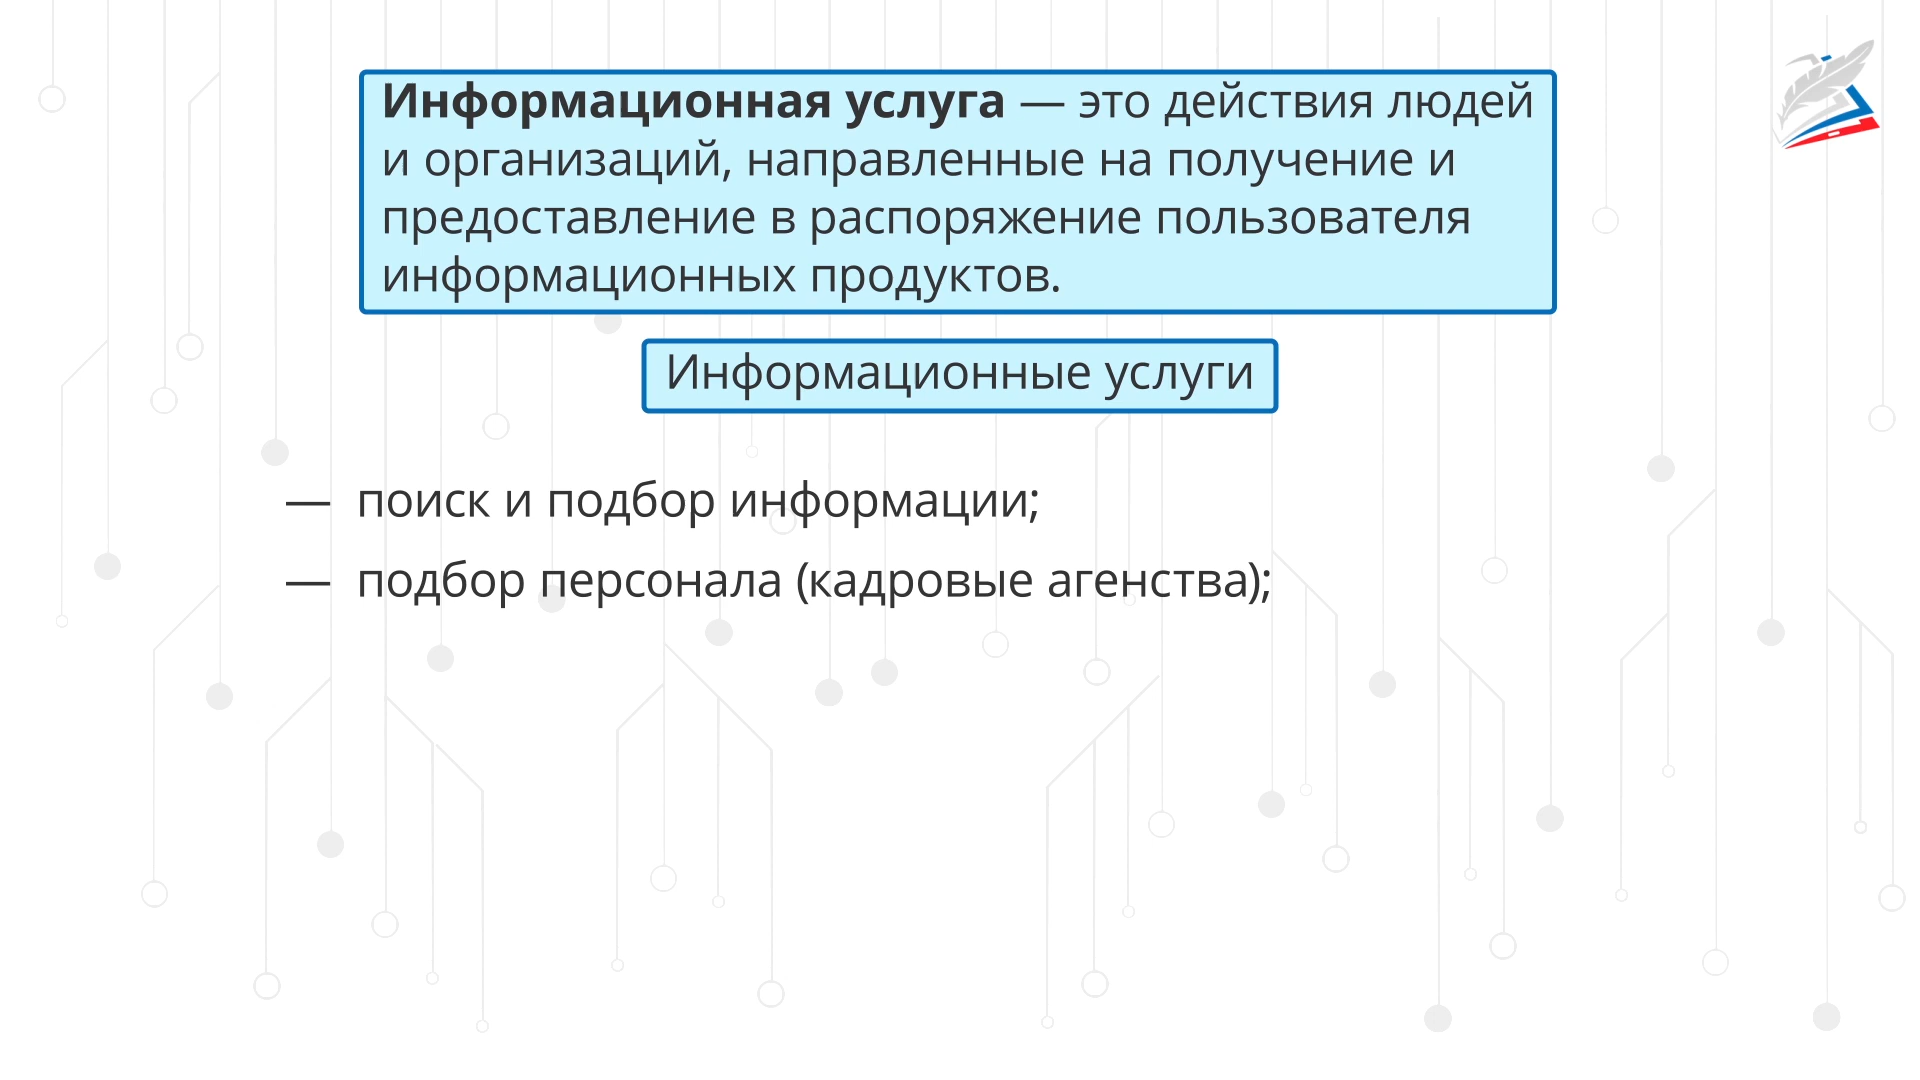 Информационная услуга — это действия людей
и организаций, направленные на получение и
предоставление в распоряжение пользователя
информационных продуктов.
Информационные услуги
— поиск и подбор информации;
— подбор персонала (кадровые агенства);